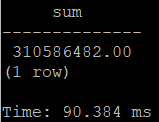 sum
--------------
310586482.00
(1 row)
Time: 90.384 ms